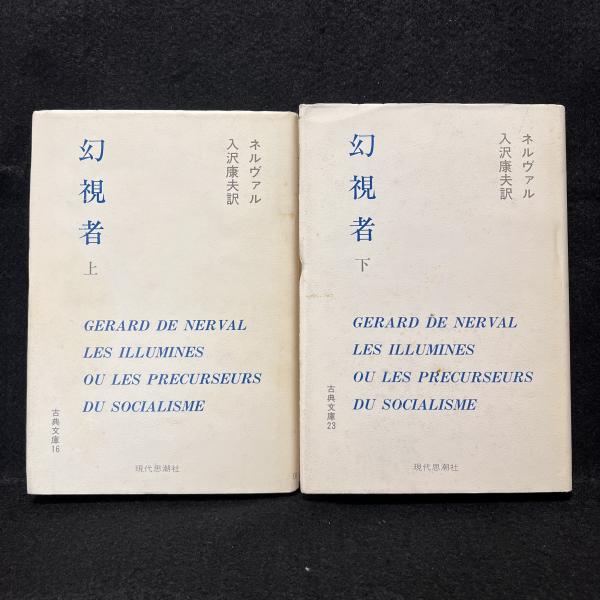 ネルヴァル
入沢康夫訳
幻視者
上
GERARD DE NERVAL
LES ILLUMINES
OU LES PRECURSEURS
DU SOCIALISME
古典文庫16
現代思潮社
ネルヴァル
入沢康夫訳
幻視者
下
GERARD DE NERVAL
LES ILLUMINES
OU LES PRECURSEURS
DU SOCIALISME
古典文庫23
現代思潮社